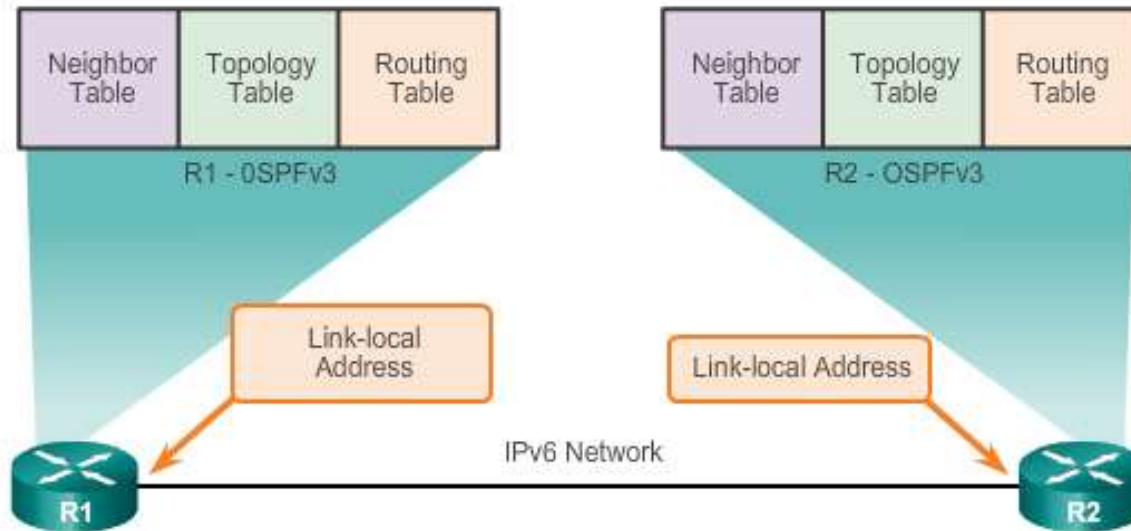 Neighbor
Table
Topology
Table
Routing
Table
Neighbor
Table
Topology
Table
Routing
Table
R1 - 0SPFv3
R2 - OSPFv3
Link-local
Address
Link-local Address
IPv6 Network
R1
R2